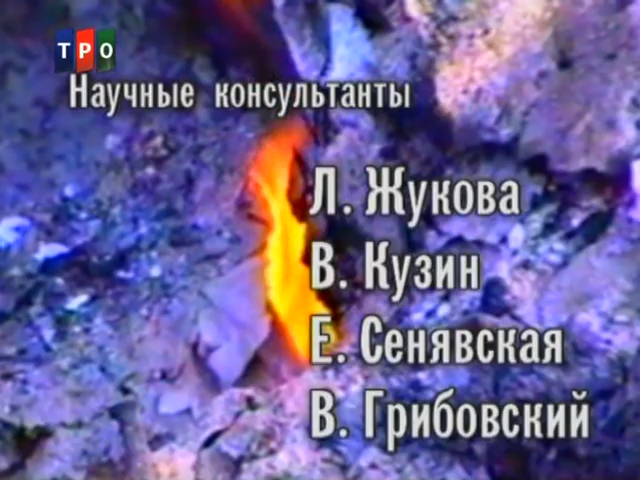 ТРО
Научные консультанты
Л. Жукова
В. Кузин
Е. Сенявская
В. Грибовский